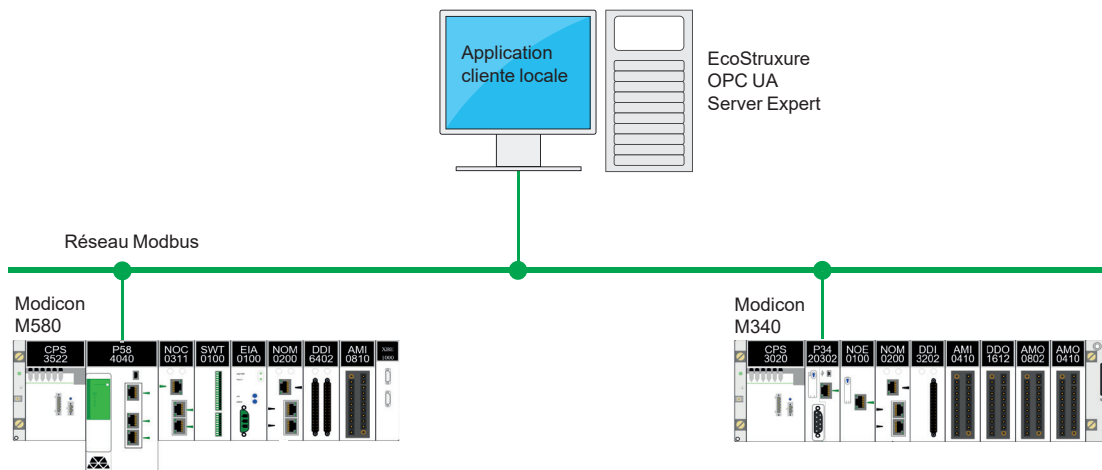 Application
cliente locale
EcoStruxure
OPC UA
Server Expert
Réseau Modbus
Modicon
M580
CPS
3522
P58
4040
NOC
0311
SWT
0100
EIA
0100
NOM
0200
DDI
6402
AMI
0810
XBE
1000
Modicon
M340
CPS
3020
P34
20302
NOE
0100
NOM
0200
DDI
3202
AMI
0410
DDO
1612
AMO
0802
AMO
0410